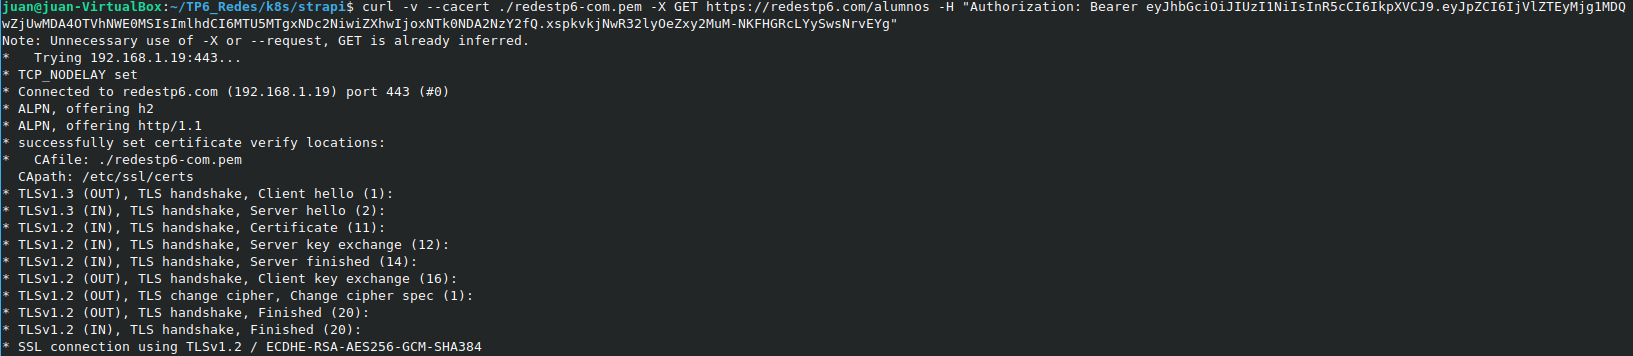 juan@juan-VirtualBox:~/TP6_Redes/k8s/strapi$ curl -v --cacert ./redestp6-com.pem -X GET https://redestp6.com/alumnos -H "Authorization: Bearer eyJhbGciOiJIUzI1NiIsInR5cCI6IkpXVCJ9.eyJpZCI6IjVlZTEyMjg1MDQ
wZjUwMDA4OTVhNWE0MSIsImlhdCI6MTU5MTgxNDc2NiwiZXhwIjoxNTk0NDA2NzY2fQ.xspkvkjNwR32lyOeZxy2MuM-NKFHGRcLYySwsNrvEYg"
Note: Unnecessary use of -X or --request, GET is already inferred.
*   Trying 192.168.1.19:443...
* TCP_NODELAY set
* Connected to redestp6.com (192.168.1.19) port 443 (#0)
* ALPN, offering h2
* ALPN, offering http/1.1
* successfully set certificate verify locations:
*   CAfile: ./redestp6-com.pem
  CApath: /etc/ssl/certs
* TLSv1.3 (OUT), TLS handshake, Client hello (1):
* TLSv1.3 (IN), TLS handshake, Server hello (2):
* TLSv1.2 (IN), TLS handshake, Certificate (11):
* TLSv1.2 (IN), TLS handshake, Server key exchange (12):
* TLSv1.2 (IN), TLS handshake, Server finished (14):
* TLSv1.2 (OUT), TLS handshake, Client key exchange (16):
* TLSv1.2 (OUT), TLS change cipher, Change cipher spec (1):
* TLSv1.2 (OUT), TLS handshake, Finished (20):
* TLSv1.2 (IN), TLS handshake, Finished (20):
* SSL connection using TLSv1.2 / ECDHE-RSA-AES256-GCM-SHA384